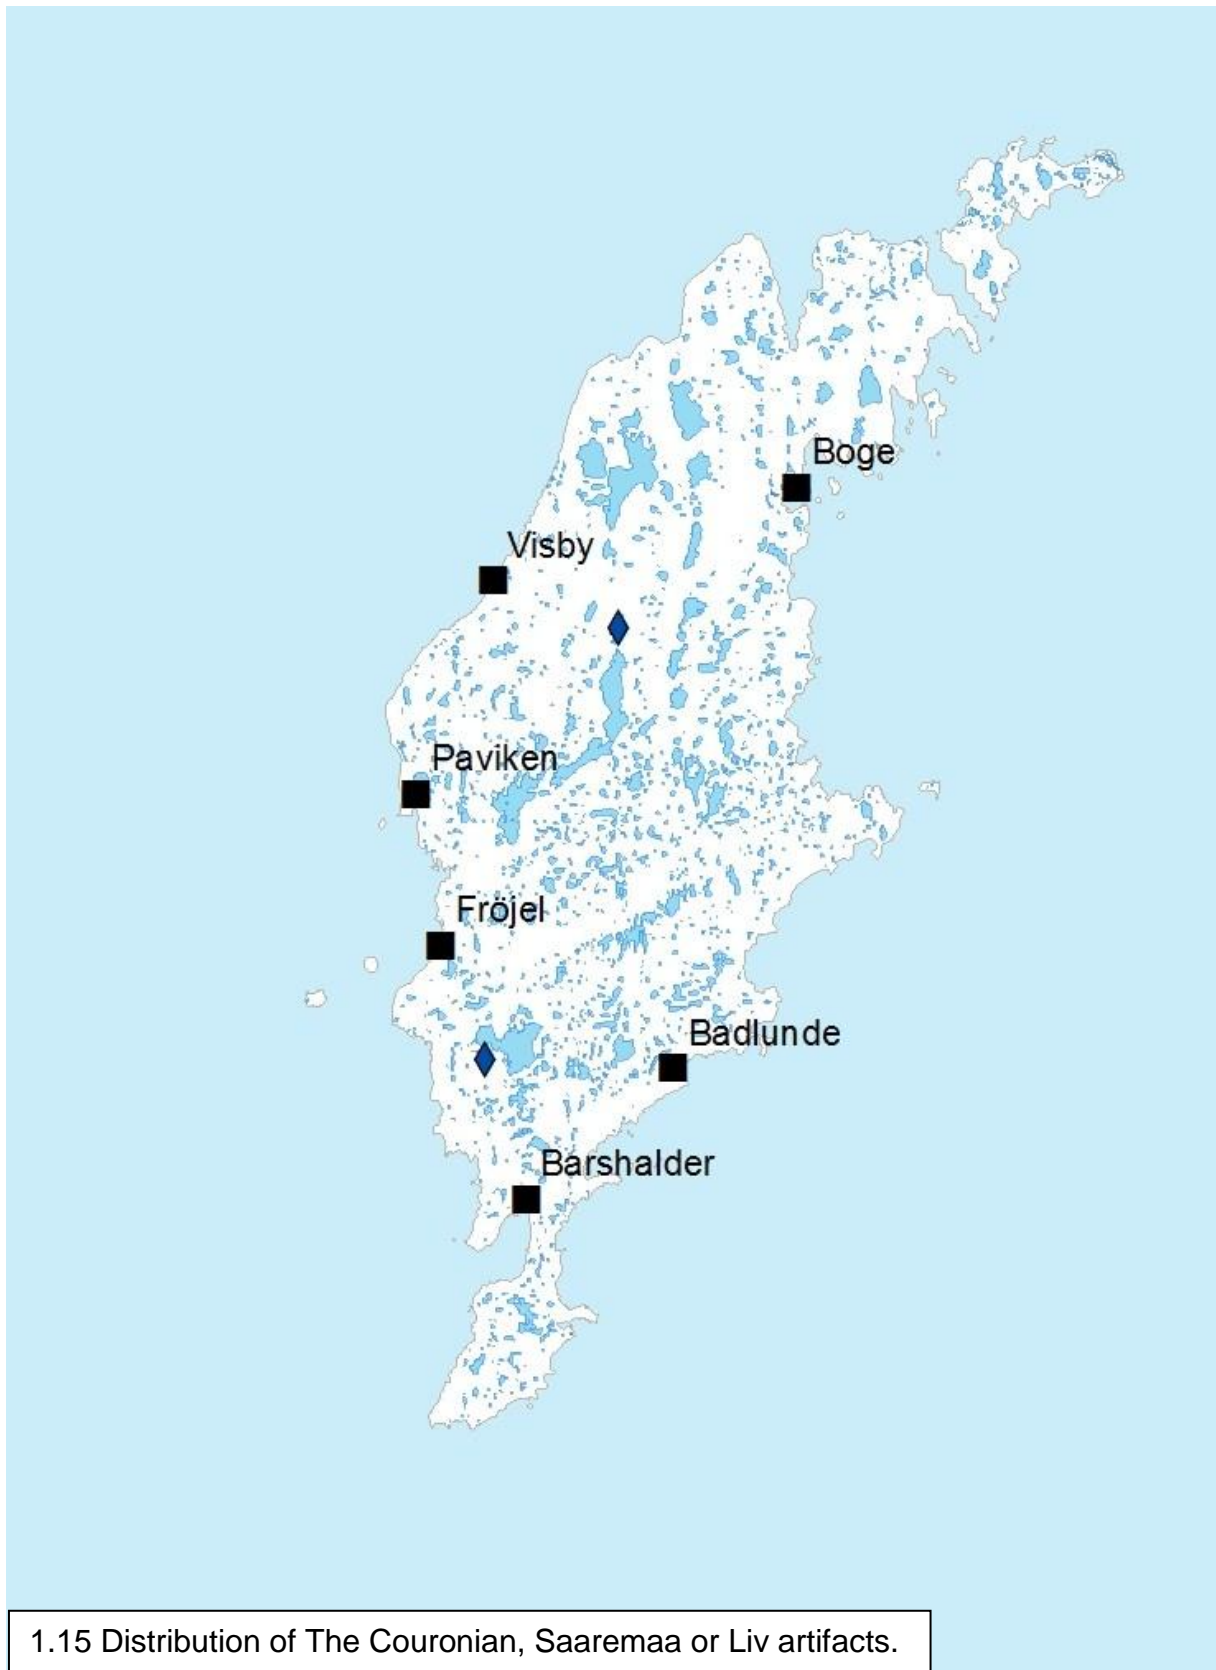 Boge
Visby
Paviken
Fröjel
Badlunde
Barshalder
1.15 Distribution of The Couronian, Saaremaa or Liv artifacts.